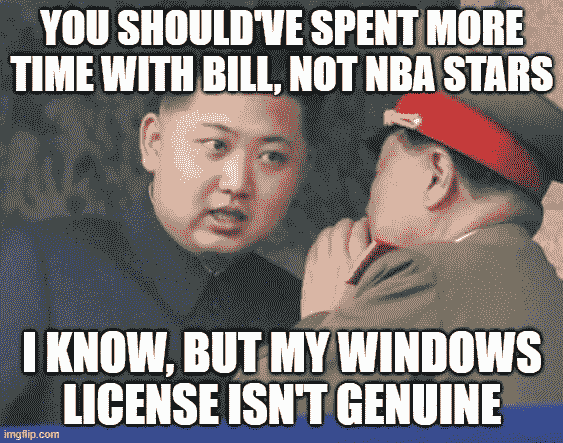 YOU SHOULD'VE SPENT MORE
TIME WITH BILL, NOT NBA STARS
I KNOW, BUT MY WINDOWS
LICENSE ISN'T GENUINE
imgflip.com